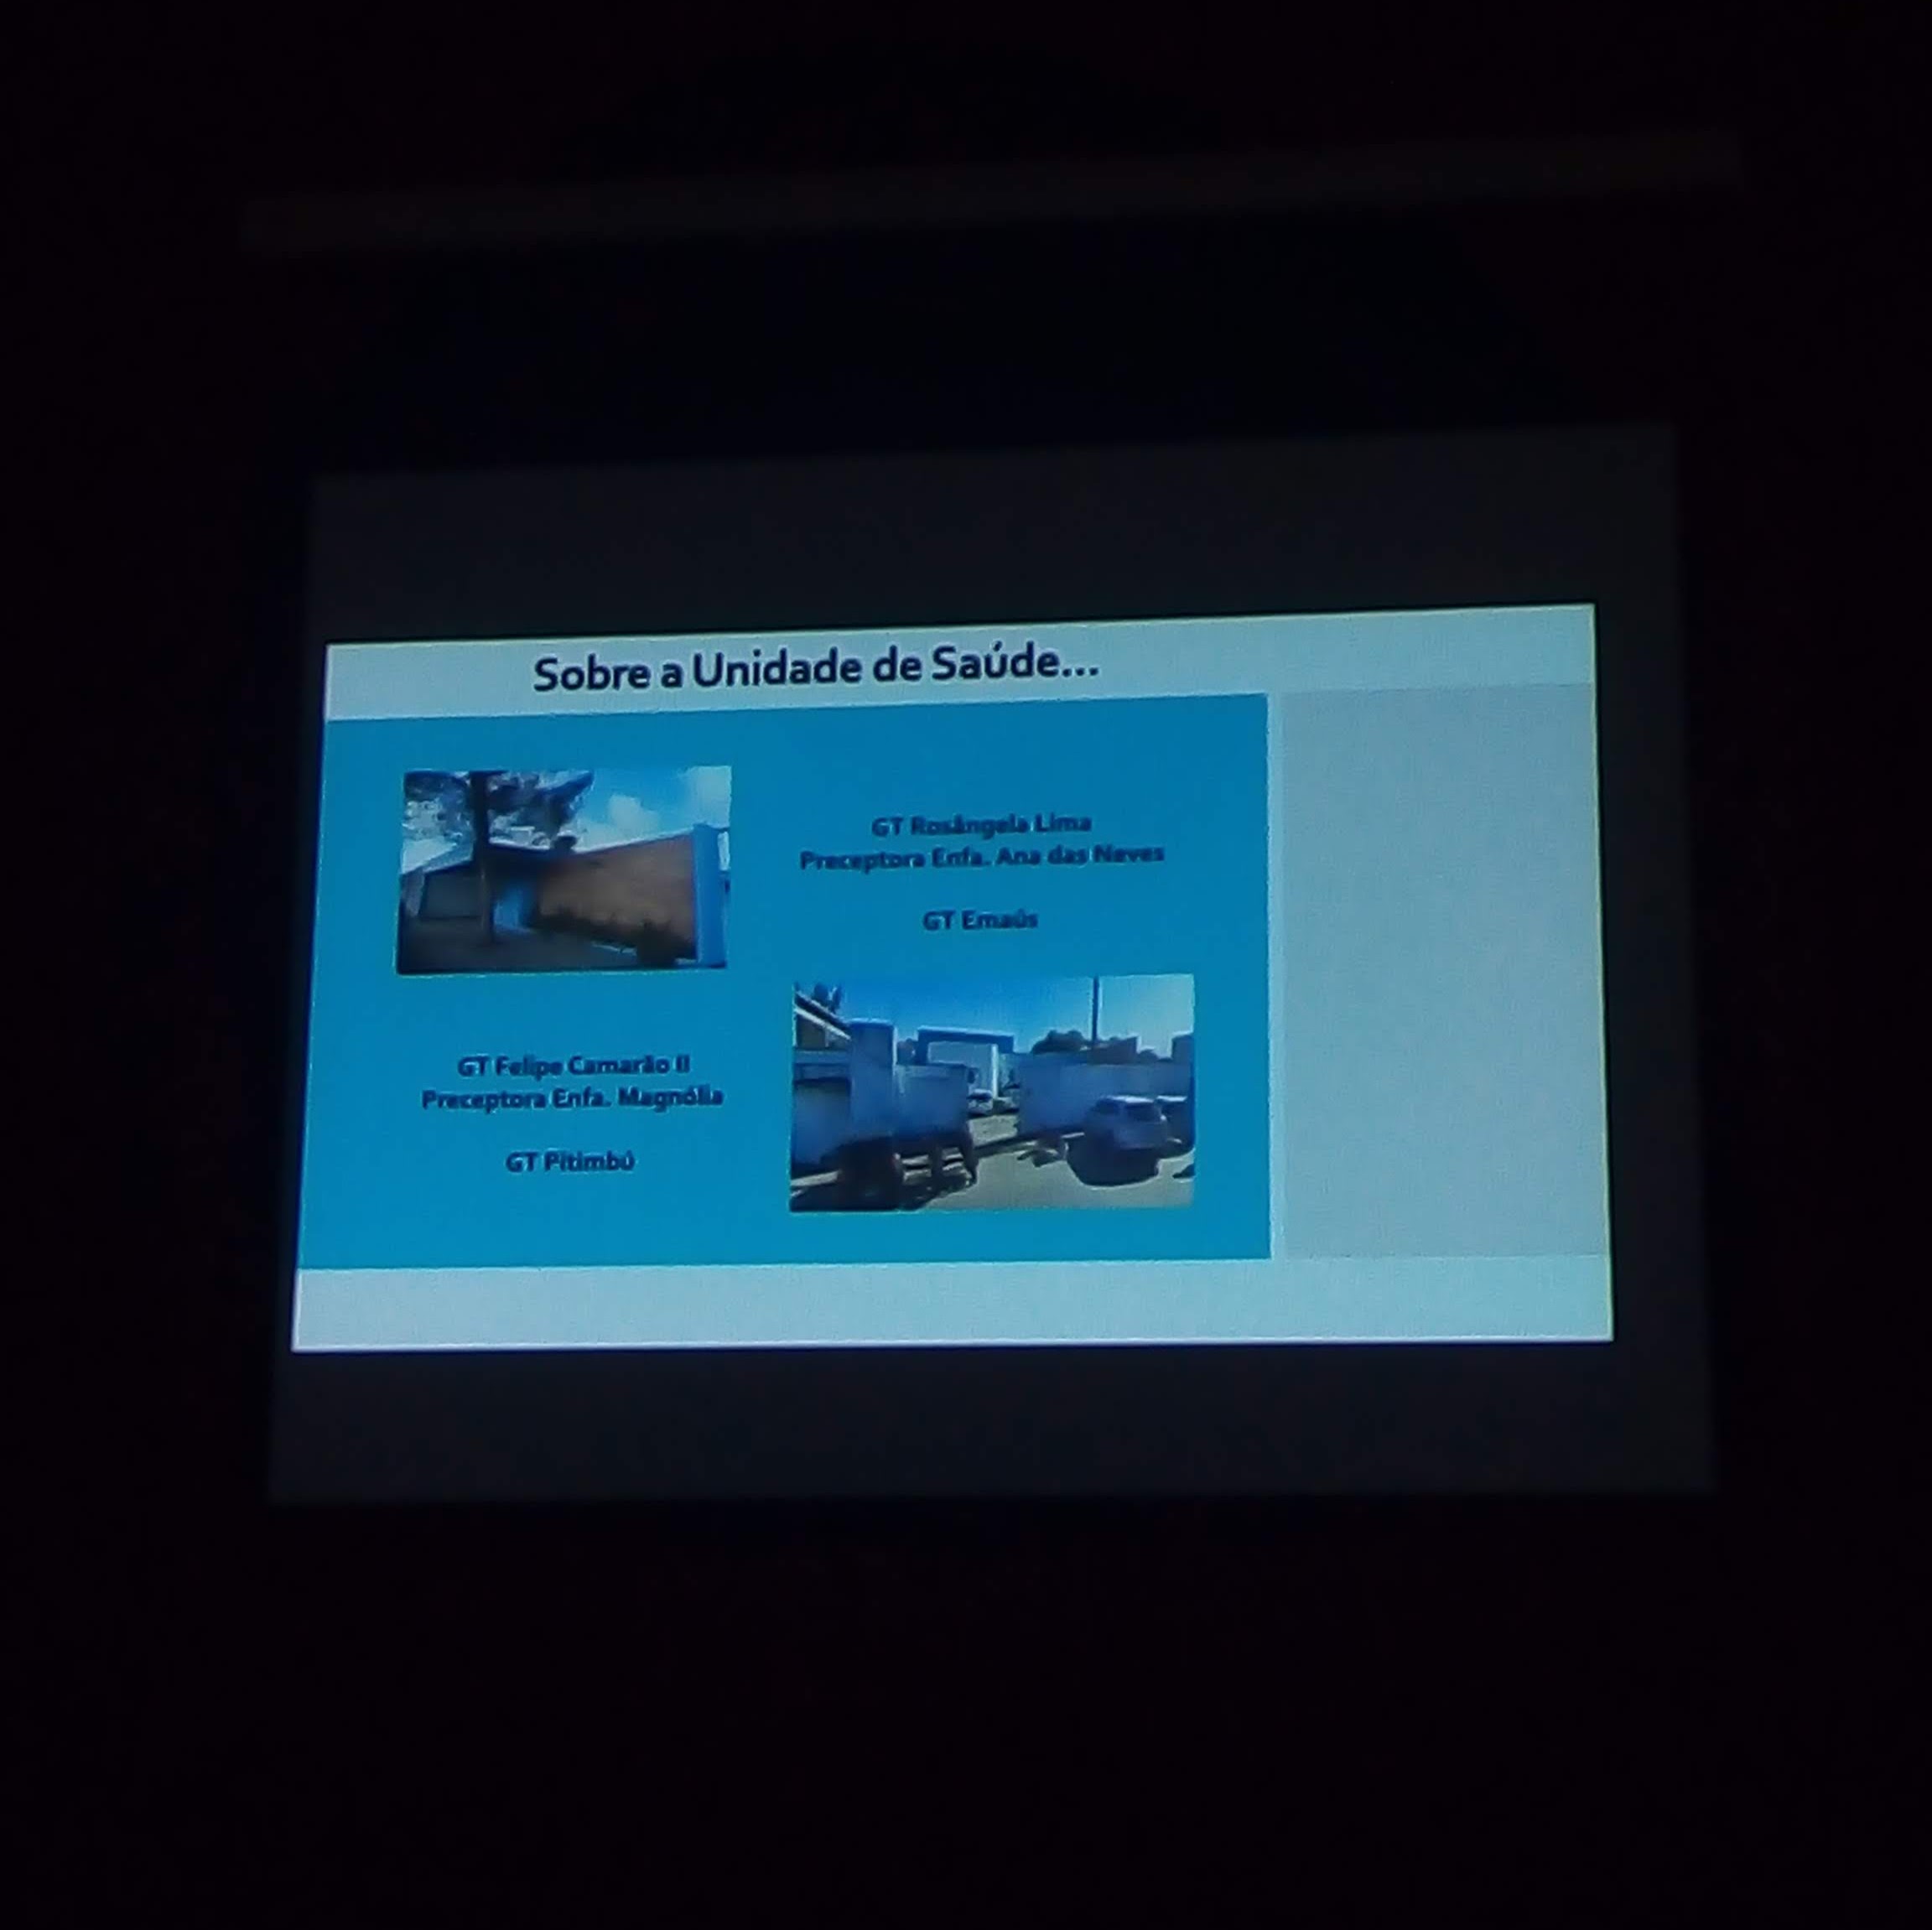 Sobre a Unidade de Saúde...
GT Rosângela Lima
Preceptora Enfa. Ana das Neves
GT Emaús
GT Felipe Camarão II
Preceptora Enfa. Magnólia
GT Pitimbú